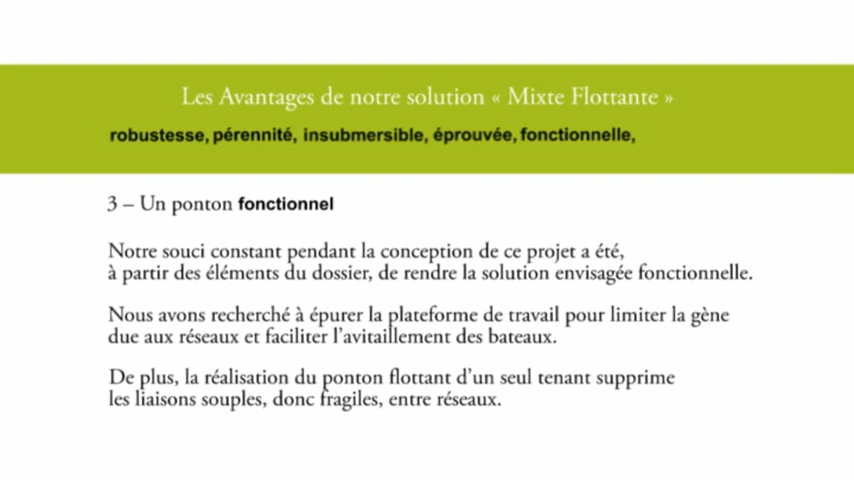 Les Avantages de notre solution « Mixte Flottante »
robustesse, pérennité, insubmersible, éprouvée, fonctionnelle,
3 – Un ponton fonctionnel
Notre souci constant pendant la conception de ce projet a été,
à partir des éléments du dossier, de rendre la solution envisagée fonctionnelle.
Nous avons recherché à épurer la plateforme de travail pour limiter la gène
due aux réseaux et faciliter l'avitaillement des bateaux.
De plus, la réalisation du ponton flottant d'un seul tenant supprime
les liaisons souples, donc fragiles, entre réseaux.